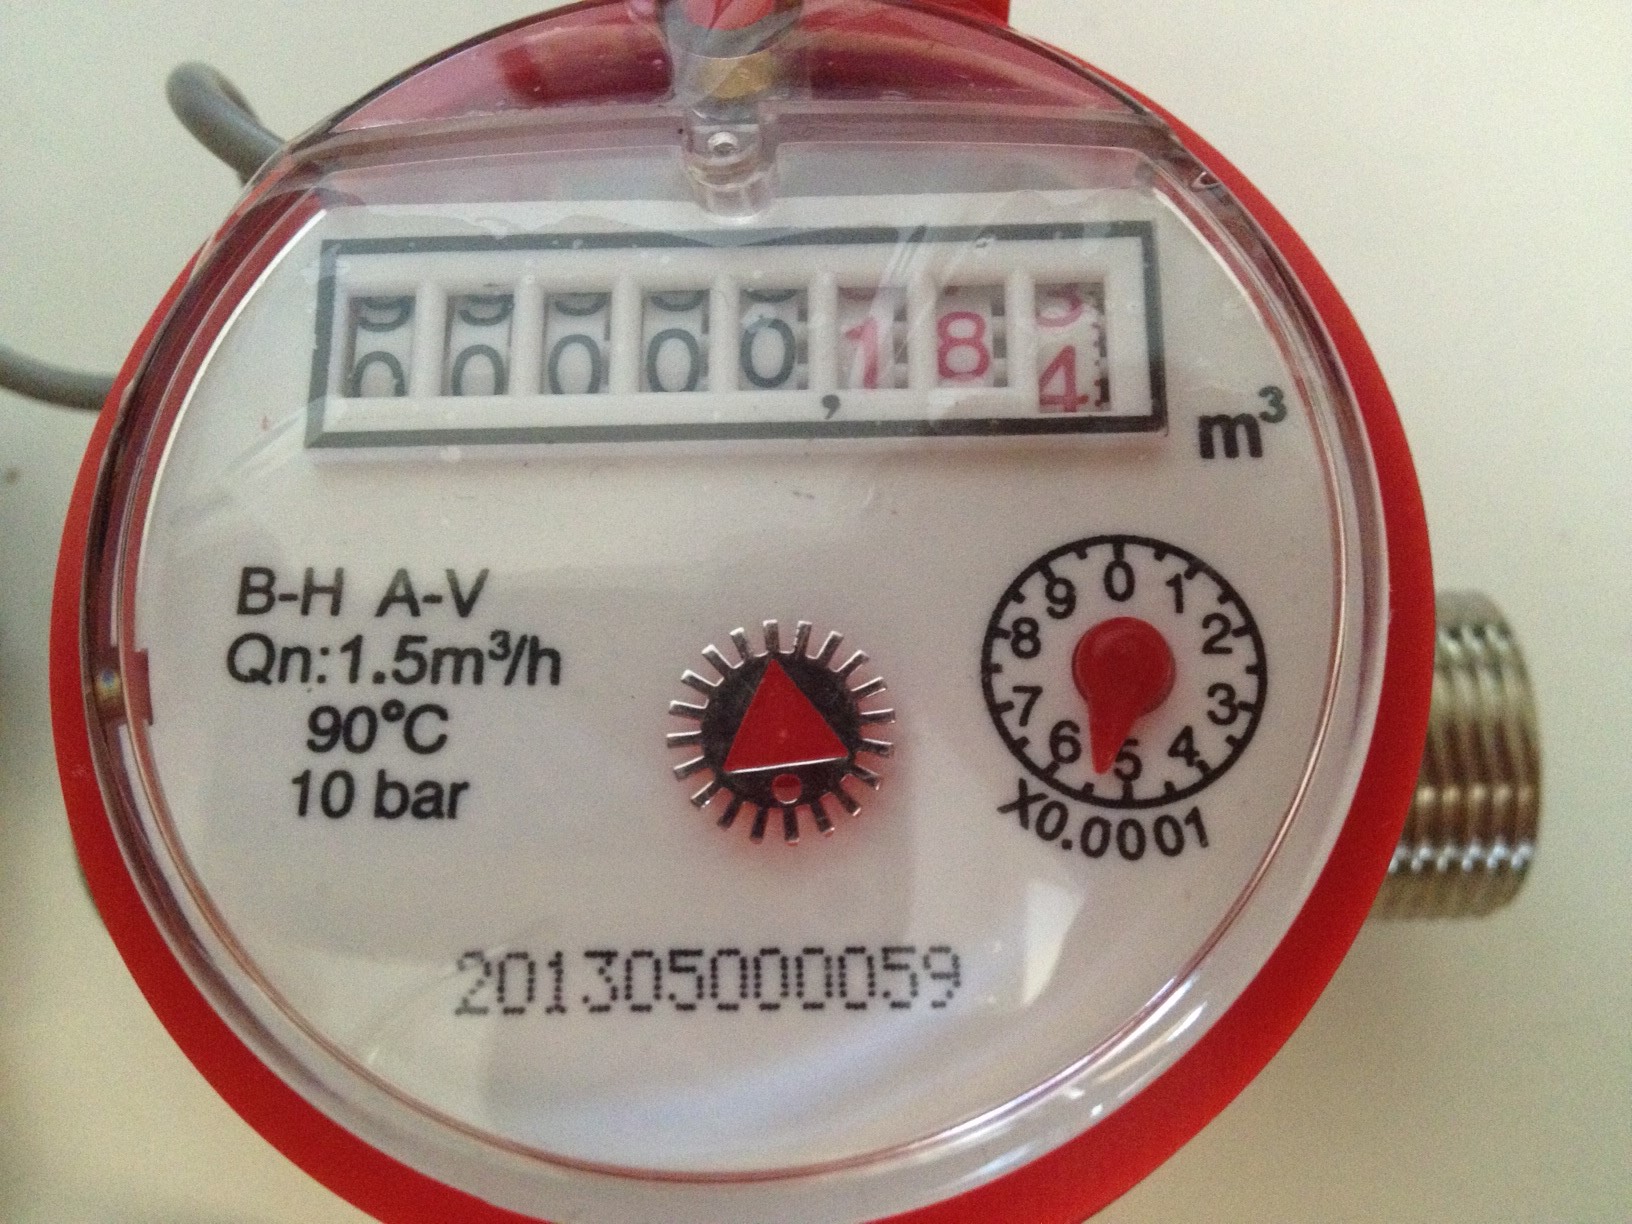 00000,184
m³
B-H A-V
Qn:1.5m³/h
90°C
10 bar
0 1 2 3 4 5 6 7 8 9
X0.0001
201305000059